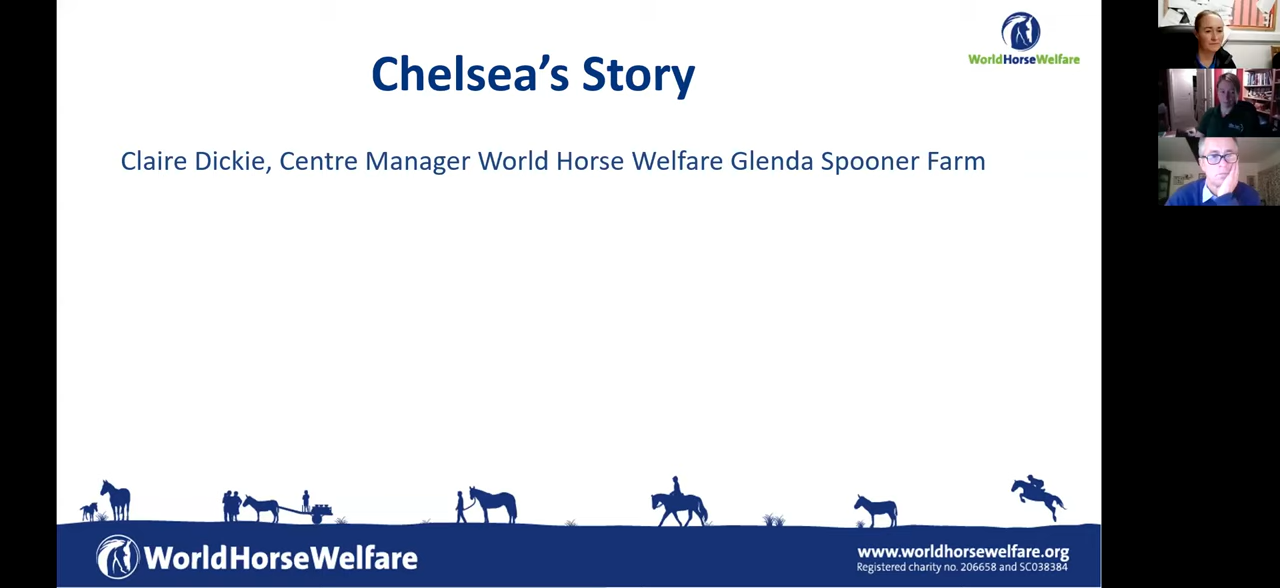 Chelsea’s Story
WorldHorseWelfare
Claire Dickie, Centre Manager World Horse Welfare Glenda Spooner Farm
WorldHorseWelfare
www.worldhorsewelfare.org
Registered charity no. 206658 and SC038384